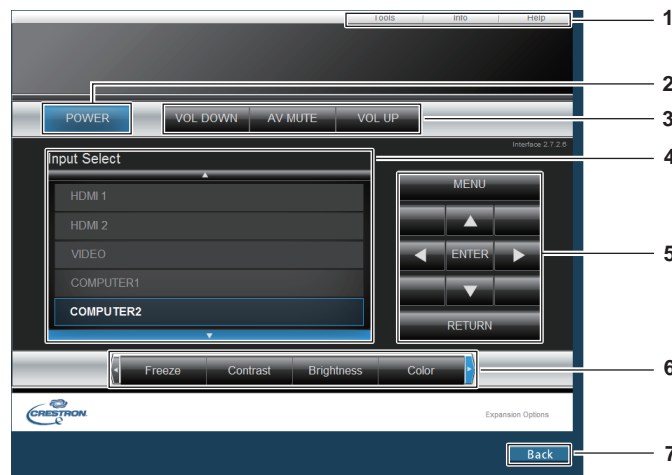 Tools | Info | Help
1
2
POWER
VOL DOWN AV MUTE VOL UP
3
Interface 2.7.2.6
Input Select
4
HDMI 1
HDMI 2
VIDEO
COMPUTER1
COMPUTER2
MENU
ENTER
5
RETURN
Freeze Contrast Brightness Color
6
CRESTRON
Expansion Options
Back
7